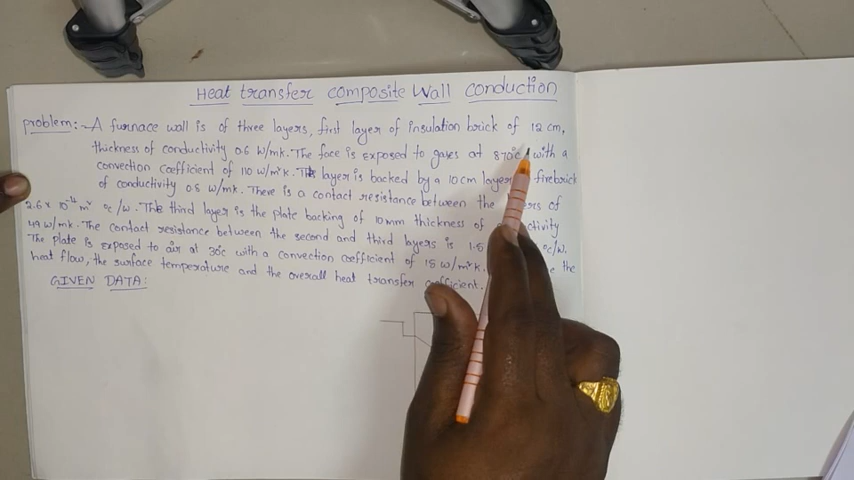 Heat transfer composite Wall conduction
problem:- A furnace wall is of three layers, first layer of insulation brick of 12 cm,
thickness of conductivity 0.6 W/mk. The face is exposed to gases at 870°c with a
convection coefficient of 110 W/m²k. The layer is backed by a 10cm layer firebrick
of conductivity 0.8 W/mk. There is a contact resistance between the of
2.6 x 10⁻⁴ m² °c/w. The third layer is the plate backing of 10mm thickness of
49 W/mk. The contact resistance between the second and third layers is 1.5 °c/w.
The plate is exposed to air at 30°c with a convection coefficient of 15 W/m²k. the
heat flow, the surface temperature and the overall heat transfer coefficient.
GIVEN DATA: